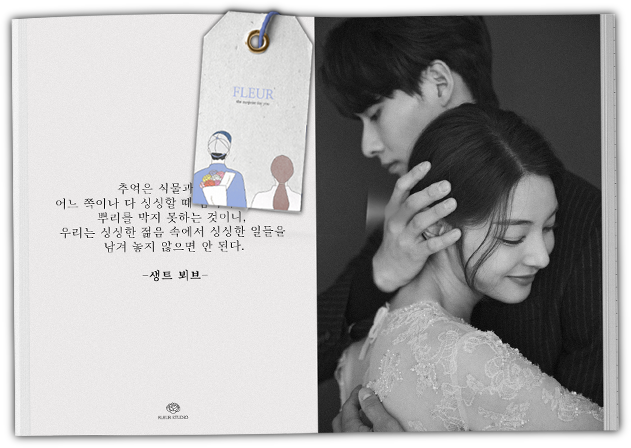 FLEUR
추억은 식물과
어느 쪽이나 다 싱싱할 때
뿌리를 박지 못하는 것이니,
우리는 싱싱한 젊음 속에서 싱싱한 일들을
남겨 놓지 않으면 안 된다.
-생트 뵈브-
FLEUR STUDIO